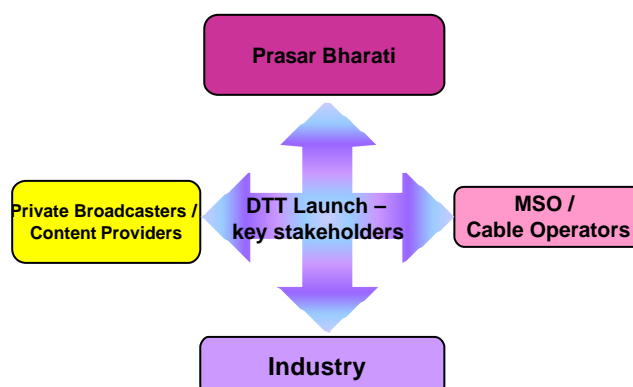 Prasar Bharati
Private Broadcasters /
Content Providers
DTT Launch –
key stakeholders
MSO /
Cable Operators
Industry